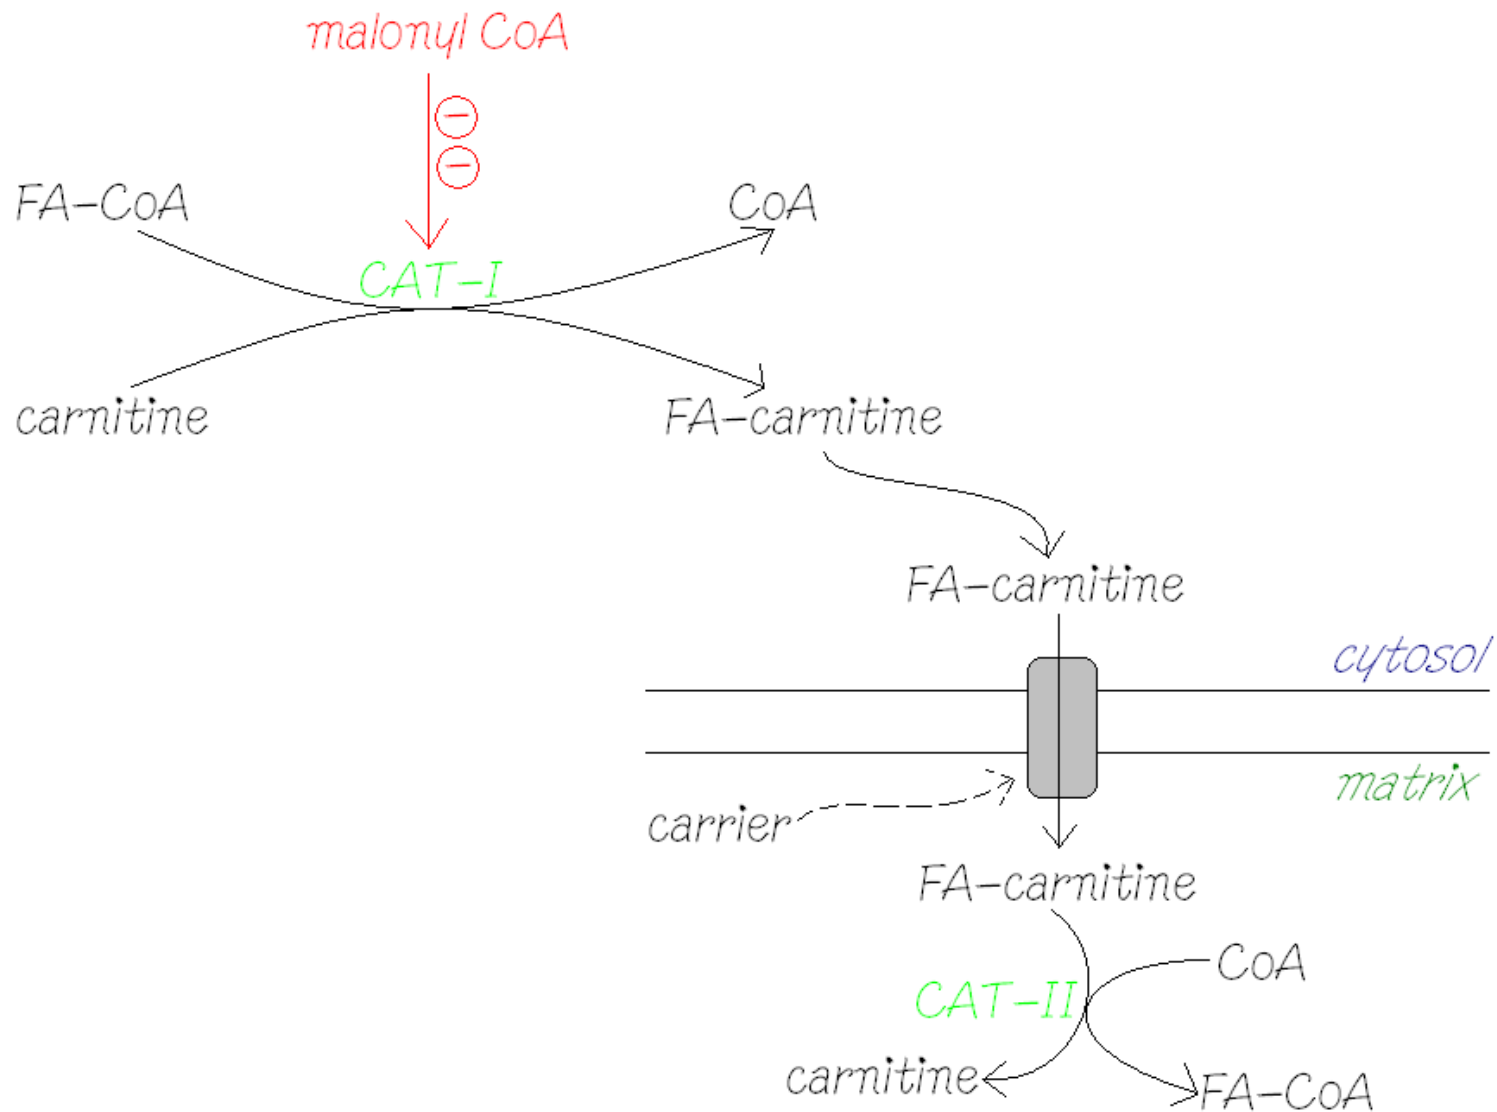 malonyl CoA
FA-CoA
CoA
CAT-I
carnitine
FA-carnitine
FA-carnitine
cytosol
matrix
carrier
FA-carnitine
CoA
CAT-II
carnitine
FA-CoA